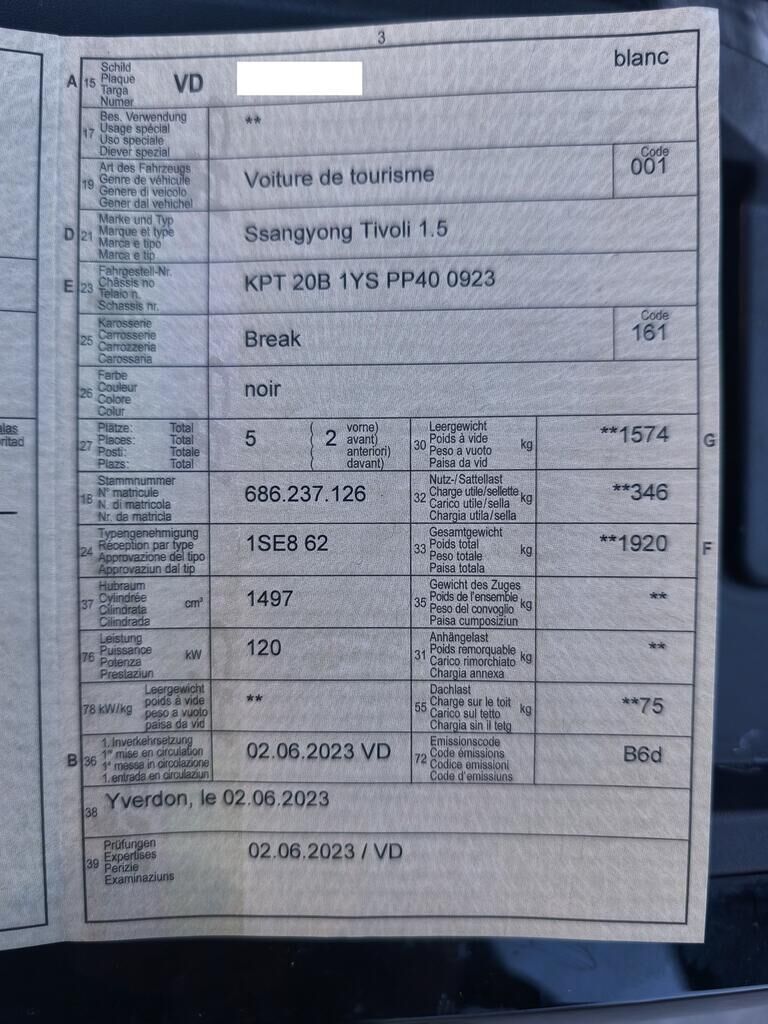 3
A 15 Schild
Plaque
Targa
Numer
VD
blanc
17 Bes. Verwendung
Usage spécial
Uso speciale
Diever spezial
**
19 Art des Fahrzeugs
Genre de véhicule
Genere di veicolo
Gener dal vehichel
Voiture de tourisme
Code
001
D 21 Marke und Typ
Marque et type
Marca e tipo
Marca e tip
Ssangyong Tivoli 1.5
E 23 Fahrgestell-Nr.
Châssis no
Telaio n.
Schassis nr.
KPT 20B 1YS PP40 0923
25 Karosserie
Carrosserie
Carrozzeria
Carossaria
Break
Code
161
26 Farbe
Couleur
Colore
Colur
noir
27 Plätze: Total
Places: Total
Posti: Totale
Plazs: Total
5
( 2 vorne)
avant)
anteriori)
davant)
30 Leergewicht
Poids à vide
Peso a vuoto
Paisa da vid
kg
**1574
G
18 Stammnummer
N° matricule
N. di matricola
Nr. da matricla
686.237.126
32 Nutz-/Sattellast
Charge utile/sellette
Carico utile/sella
Chargia utila/sella
kg
**346
24 Typengenehmigung
Réception par type
Approvazione del tipo
Approvaziun dal tip
1SE8 62
33 Gesamtgewicht
Poids total
Peso totale
Paisa totala
kg
**1920
F
37 Hubraum
Cylindrée
Cilindrata
Cilindrada
cm³
1497
35 Gewicht des Zuges
Poids de l'ensemble
Peso del convoglio
Paisa cumposiziun
kg
**
76 Leistung
Puissance
Potenza
Prestaziun
kW
120
31 Anhängelast
Poids remorquable
Carico rimorchiato
Chargia annexa
kg
**
78 kW/kg
Leergewicht
poids à vide
peso a vuoto
paisa da vid
**
55 Dachlast
Charge sur le toit
Carico sul tetto
Chargia sin il tetg
kg
**75
B 36 1. Inverkehrsetzung
1re mise en circulation
1a messa in circolazione
1. entrada en circulaziun
02.06.2023 VD
72 Emissionscode
Code émissions
Codice emissioni
Code d'emissiuns
B6d
38 Yverdon, le 02.06.2023
39 Prüfungen
Expertises
Perizie
Examinaziuns
02.06.2023 / VD